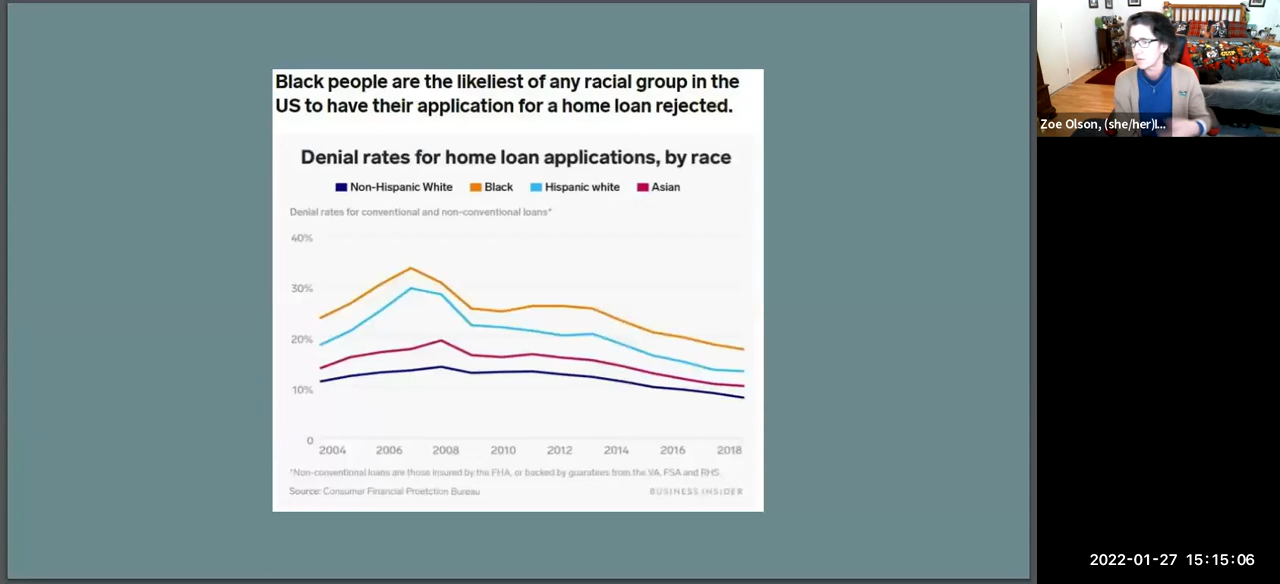 Black people are the likeliest of any racial group in the
US to have their application for a home loan rejected.
Denial rates for home loan applications, by race
Non-Hispanic White Black Hispanic white Asian
Denial rates for conventional and non-conventional loans*
40%
30%
20%
10%
0
2004 2006 2008 2010 2012 2014 2016 2018
*Non-conventional loans are those insured by the FHA, or backed by guaratees from the VA, FSA and RHS.
Source: Consumer Financial Proetction Bureau
BUSINESS INSIDER
Zoe Olson, (she/her)I...
2022-01-27 15:15:06